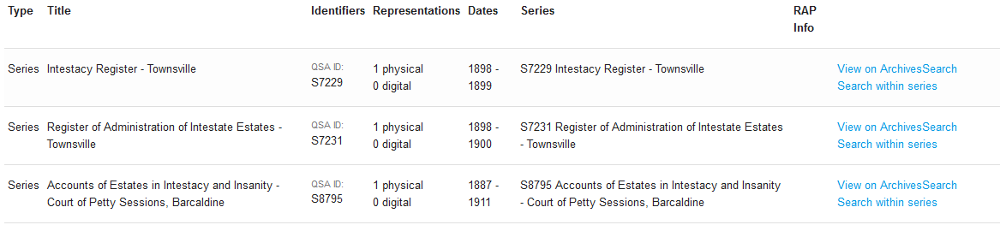 Type Title Identifiers Representations Dates Series RAP
Info
Series Intestacy Register - Townsville QSA ID: 1 physical 1898 - S7229 Intestacy Register - Townsville View on ArchivesSearch
S7229 0 digital 1899 Search within series
Series Register of Administration of Intestate Estates - QSA ID: 1 physical 1898 - S7231 Register of Administration of Intestate Estates View on ArchivesSearch
Townsville S7231 0 digital 1900 - Townsville Search within series
Series Accounts of Estates in Intestacy and Insanity - QSA ID: 1 physical 1887 - S8795 Accounts of Estates in Intestacy and Insanity View on ArchivesSearch
Court of Petty Sessions, Barcaldine S8795 0 digital 1911 - Court of Petty Sessions, Barcaldine Search within series